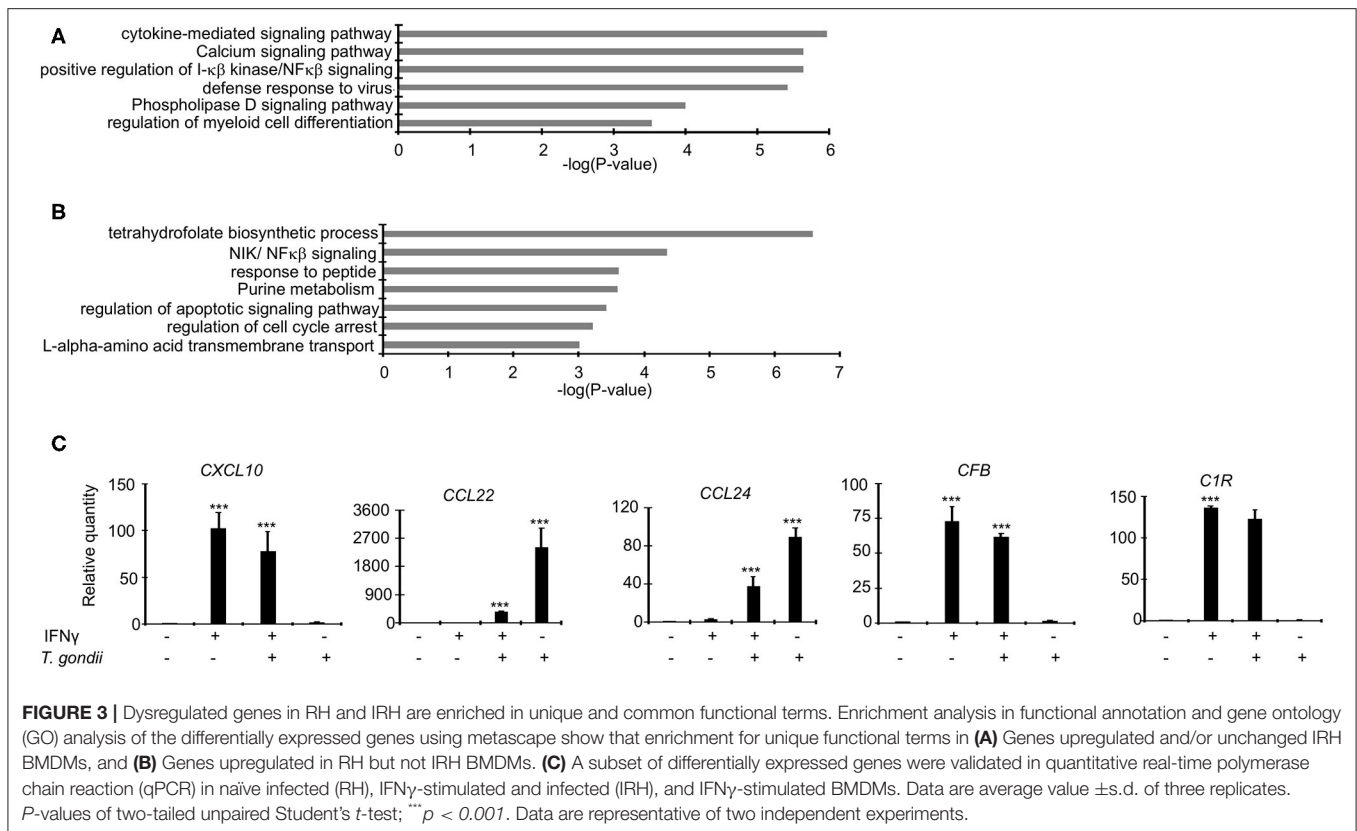 A
cytokine-mediated signaling pathway
Calcium signaling pathway
positive regulation of I-κβ kinase/NFκβ signaling
defense response to virus
Phospholipase D signaling pathway
regulation of myeloid cell differentiation
0 1 2 3 4 5 6
-log(P-value)
B
tetrahydrofolate biosynthetic process
NIK/ NFκβ signaling
response to peptide
Purine metabolism
regulation of apoptotic signaling pathway
regulation of cell cycle arrest
L-alpha-amino acid transmembrane transport
0 1 2 3 4 5 6 7
-log(P-value)
C
Relative quantity
CXCL10
150
100
50
0
*** ***
CCL22
3600
2700
1800
900
0
*** ***
CCL24
120
80
40
0
*** ***
CFB
100
75
50
25
0
*** ***
C1R
150
100
50
0
***
IFNγ - + + - - + + - - + + - - + + - - + + -
T. gondii - - + + - - + + - - + + - - + + - - + +
FIGURE 3 | Dysregulated genes in RH and IRH are enriched in unique and common functional terms. Enrichment analysis in functional annotation and gene ontology
(GO) analysis of the differentially expressed genes using metascape show that enrichment for unique functional terms in (A) Genes upregulated and/or unchanged IRH
BMDMs, and (B) Genes upregulated in RH but not IRH BMDMs. (C) A subset of differentially expressed genes were validated in quantitative real-time polymerase
chain reaction (qPCR) in naïve infected (RH), IFNγ-stimulated and infected (IRH), and IFNγ-stimulated BMDMs. Data are average value ±s.d. of three replicates.
P-values of two-tailed unpaired Student's t-test; ***p < 0.001. Data are representative of two independent experiments.